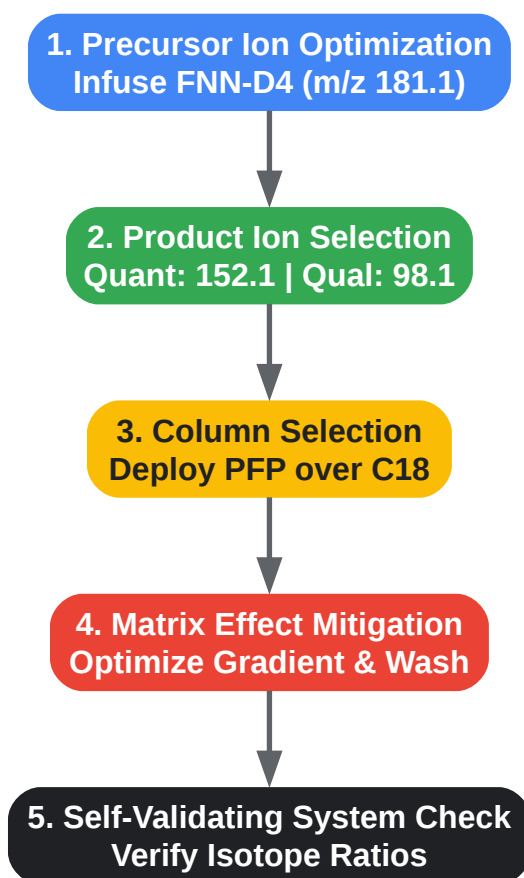 1. Precursor Ion Optimization
Infuse FNN-D4 (m/z 181.1)
2. Product Ion Selection
Quant: 152.1 | Qual: 98.1
3. Column Selection
Deploy PFP over C18
4. Matrix Effect Mitigation
Optimize Gradient & Wash
5. Self-Validating System Check
Verify Isotope Ratios